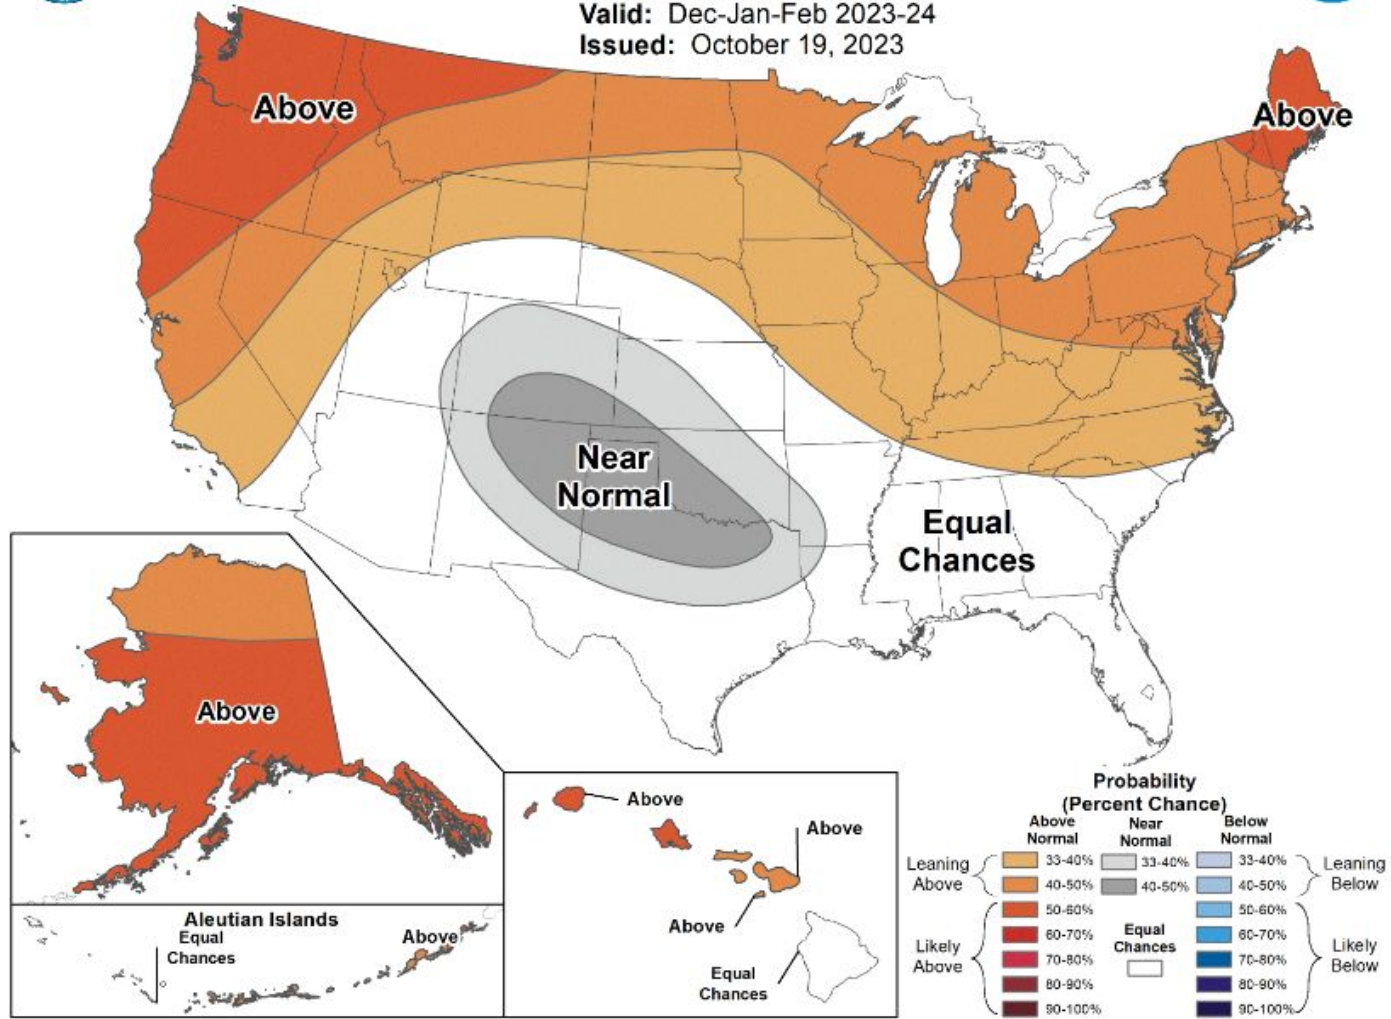 Valid: Dec-Jan-Feb 2023-24
Issued: October 19, 2023
Above
Above
Near
Normal
Equal
Chances
Above
Above
Above
Above
Equal
Chances
Aleutian Islands
Equal
Chances
Above
Probability
(Percent Chance)
Above
Normal
Near
Normal
Below
Normal
Leaning
Above
33-40%
33-40%
33-40%
Leaning
Below
40-50%
40-50%
40-50%
50-60%
50-60%
60-70%
Equal
Chances
60-70%
Likely
Above
70-80%
70-80%
Likely
Below
80-90%
80-90%
90-100%
90-100%